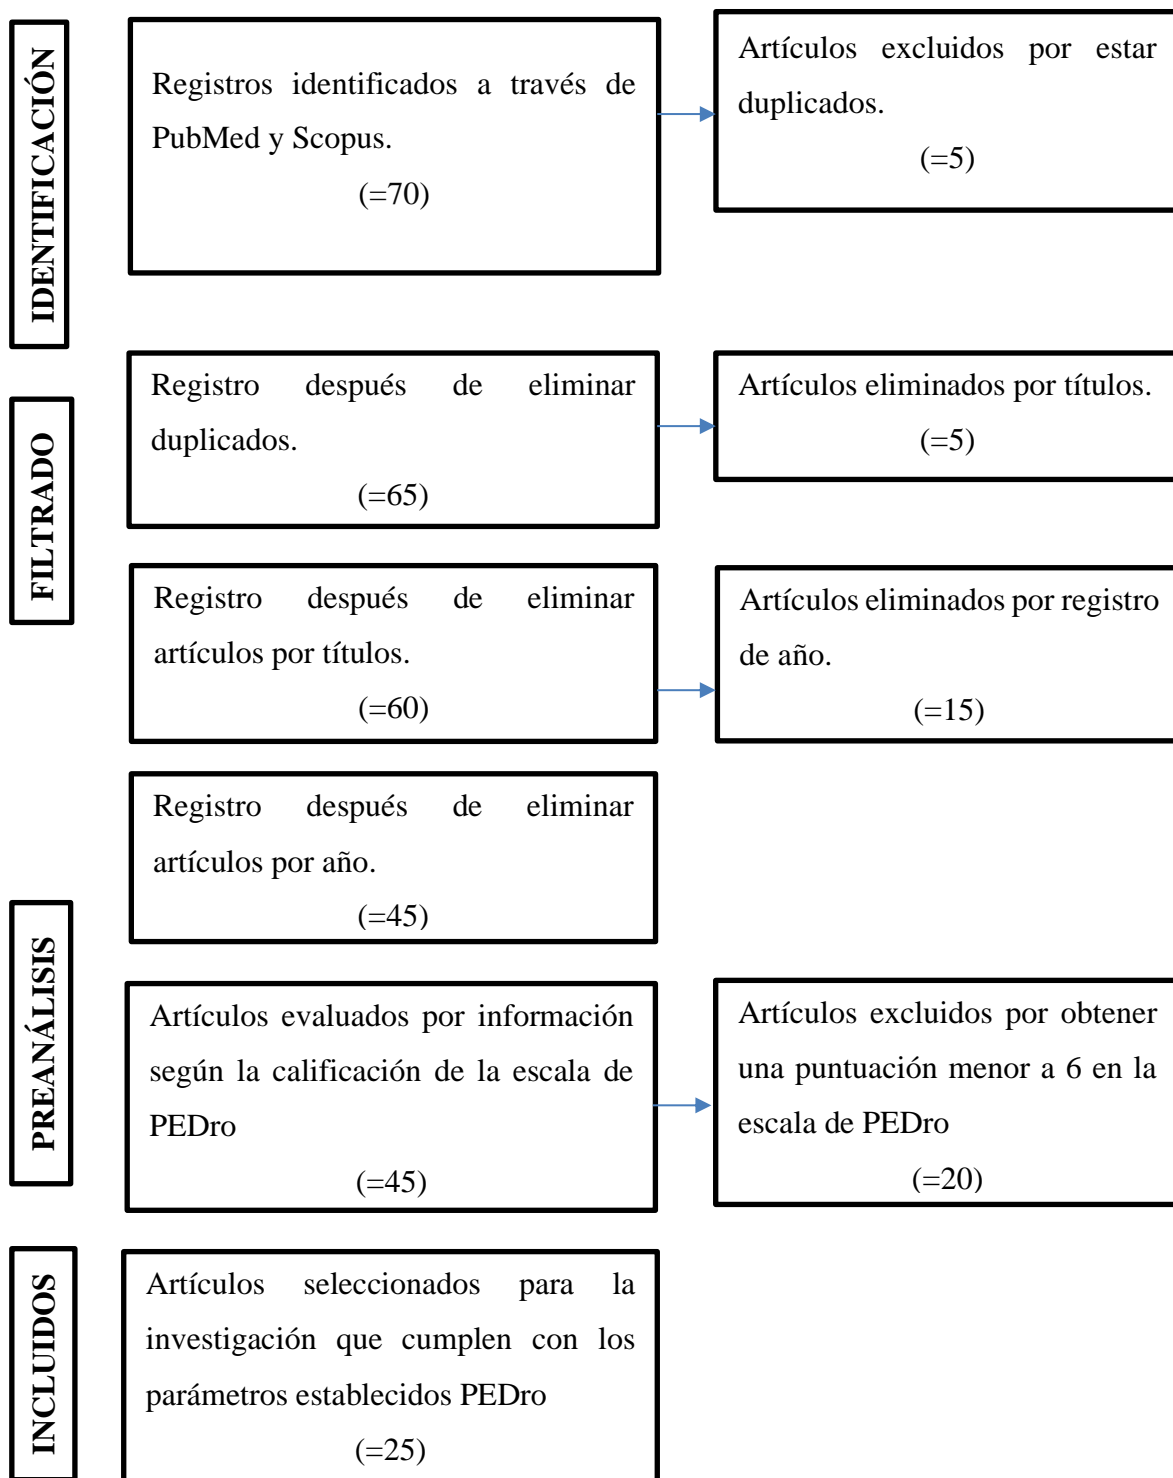 IDENTIFICACIÓN
Registros identificados a través de
PubMed y Scopus.
(=70)
Artículos excluidos por estar
duplicados.
(=5)
FILTRADO
Registro después de eliminar
duplicados.
(=65)
Artículos eliminados por títulos.
(=5)
Registro después de eliminar
artículos por títulos.
(=60)
Artículos eliminados por registro
de año.
(=15)
Registro después de eliminar
artículos por año.
(=45)
PREANÁLISIS
Artículos evaluados por información
según la calificación de la escala de
PEDro
(=45)
Artículos excluidos por obtener
una puntuación menor a 6 en la
escala de PEDro
(=20)
INCLUIDOS
Artículos seleccionados para la
investigación que cumplen con los
parámetros establecidos PEDro
(=25)